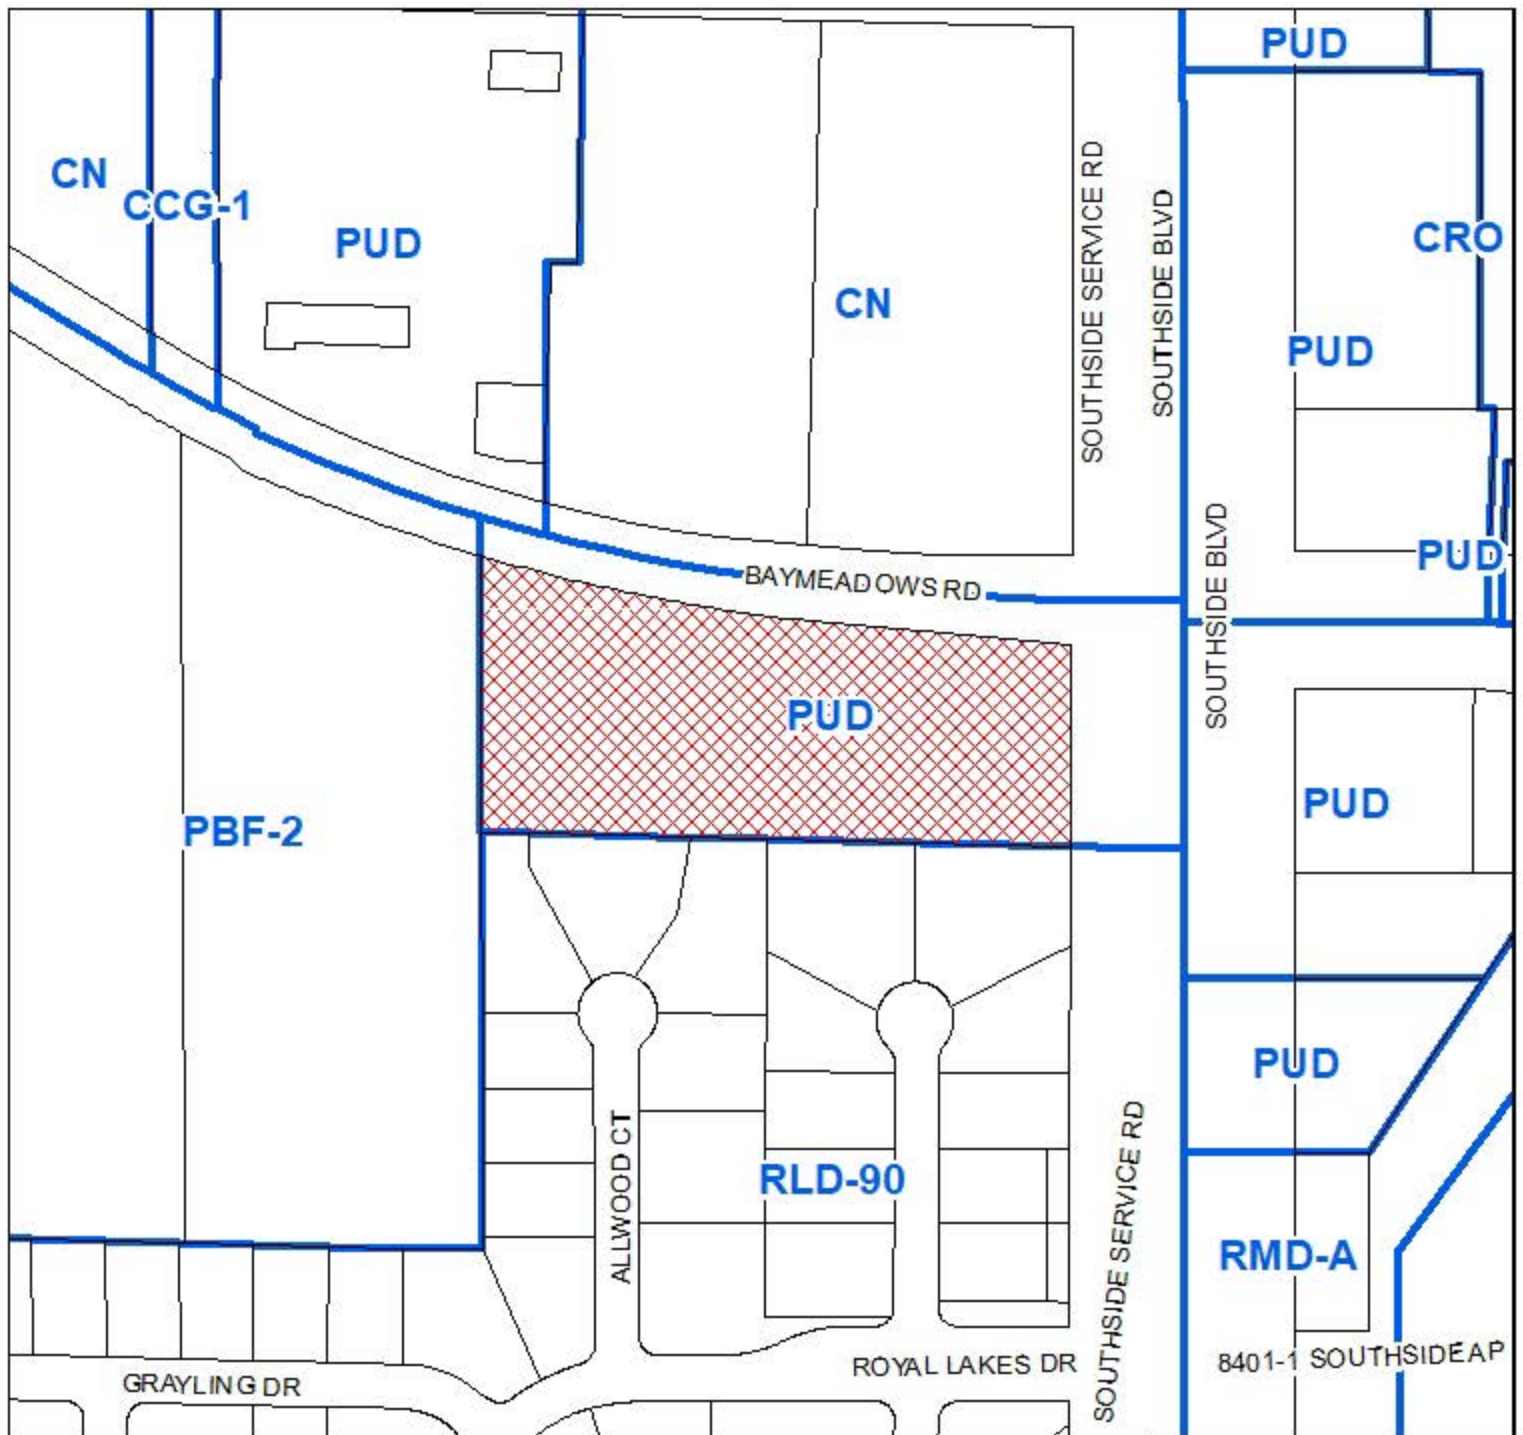 PUD
CN
CCG-1
PUD
CRO
CN
SOUTHSIDE SERVICE RD
SOUTHSIDE BLVD
PUD
PUD
BAYMEADOWS RD
SOUTHSIDE BLVD
PUD
PUD
PBF-2
PUD
RLD-90
ALLWOOD CT
SOUTHSIDE SERVICE RD
RMD-A
ROYAL LAKES DR
8401-1 SOUTHSIDE AP
GRAYLING DR